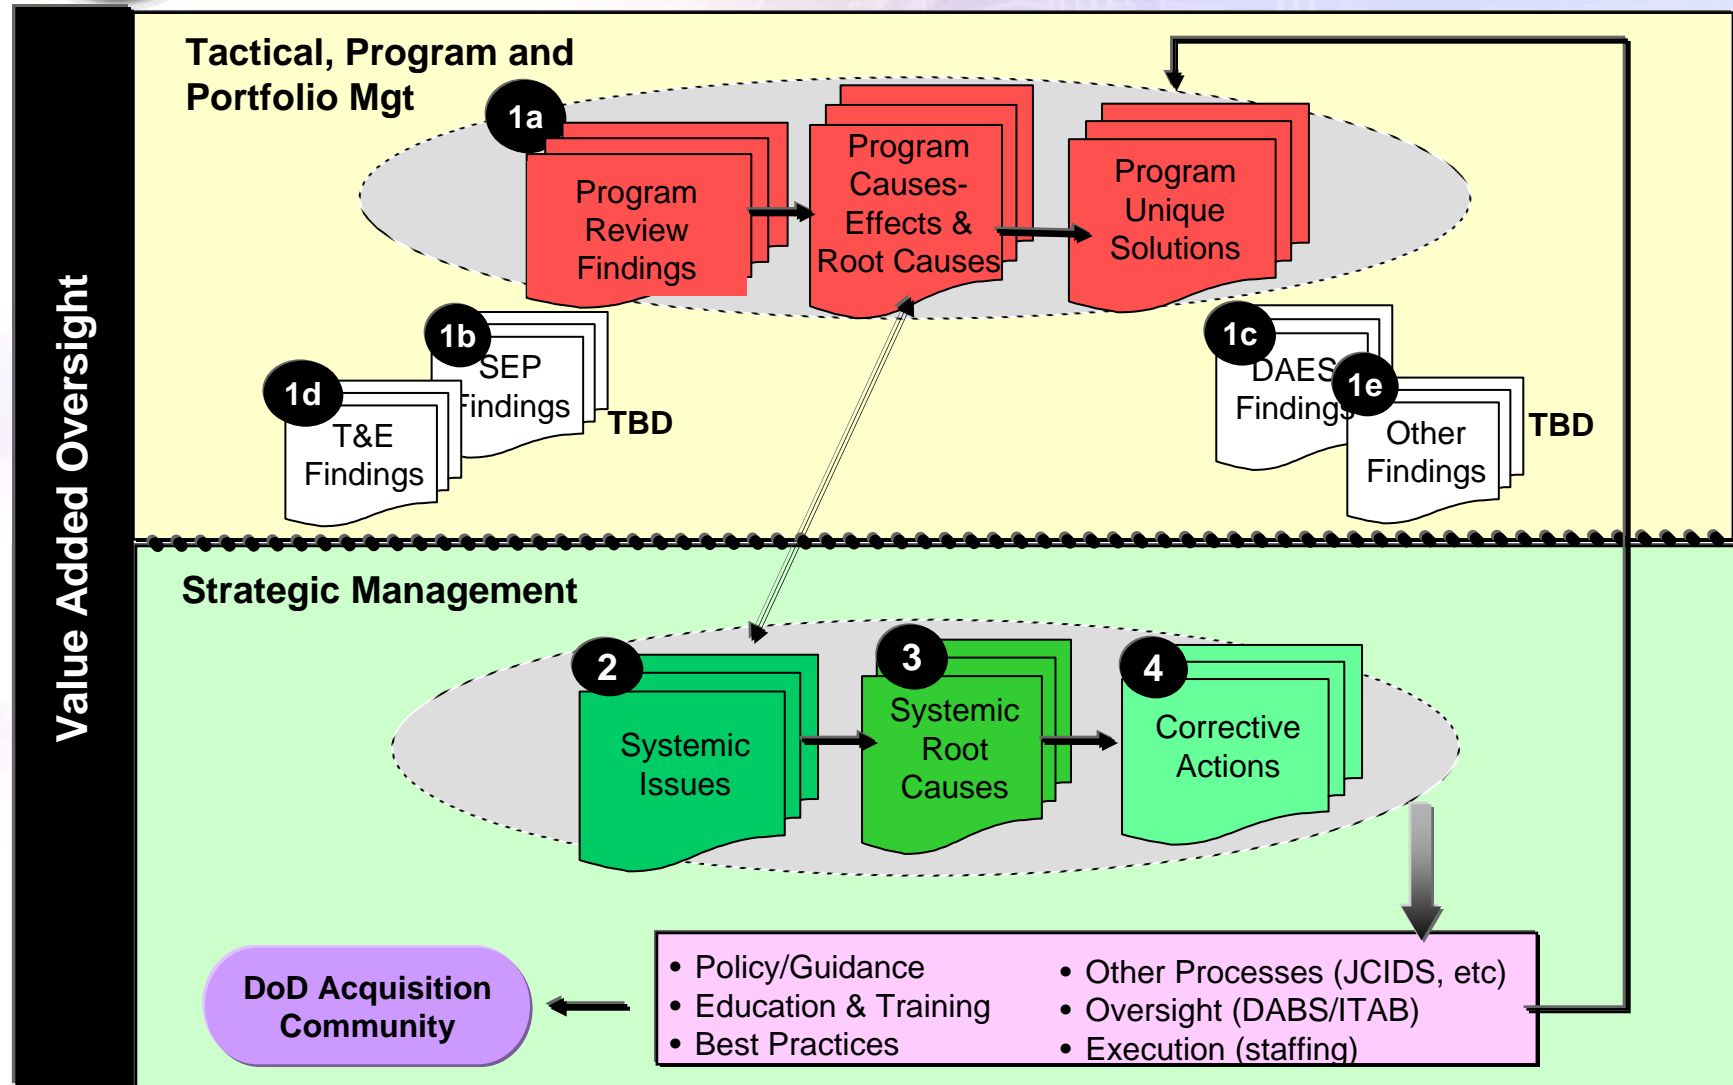 Value Added Oversight
Tactical, Program and
Portfolio Mgt
1a
Program
Review
Findings
Program
Causes-
Effects &
Root Causes
Program
Unique
Solutions
1b
SEP
Findings
TBD
1d
T&E
Findings
1c
DAES
Findings
1e
Other
Findings
TBD
Strategic Management
2
Systemic
Issues
3
Systemic
Root
Causes
4
Corrective
Actions
DoD Acquisition
Community
• Policy/Guidance
• Education & Training
• Best Practices
• Other Processes (JCIDS, etc)
• Oversight (DABS/ITAB)
• Execution (staffing)